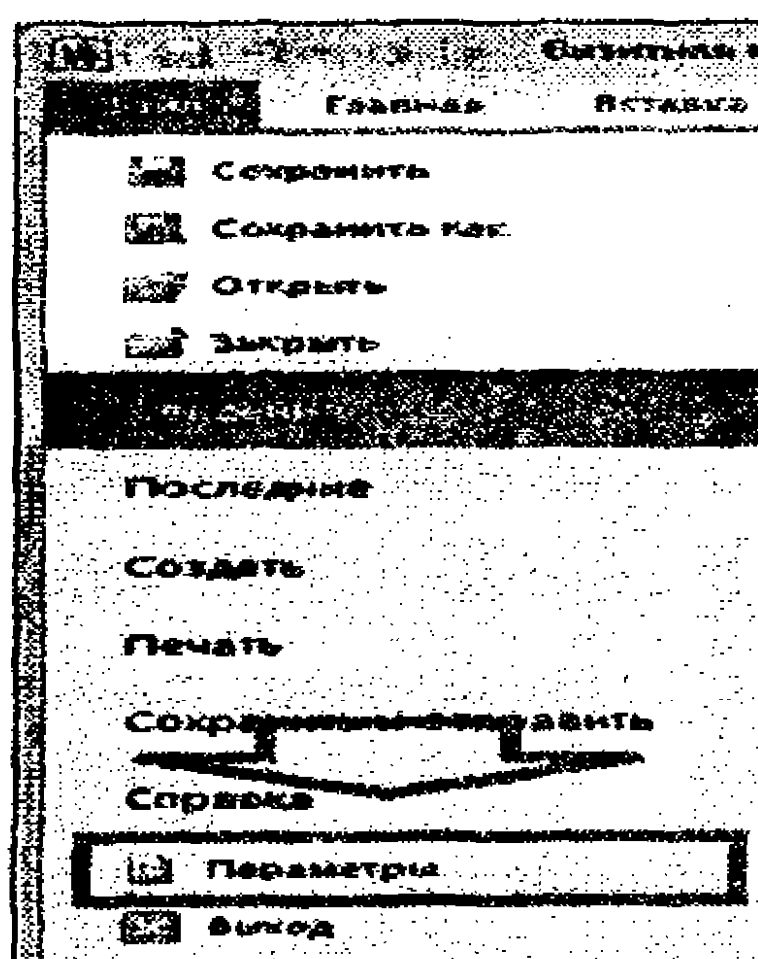 Главная Вставка
Сохранить
Сохранить как
Открыть
Закрыть
Последние
Создать
Печать
Справка
Параметры
Выход